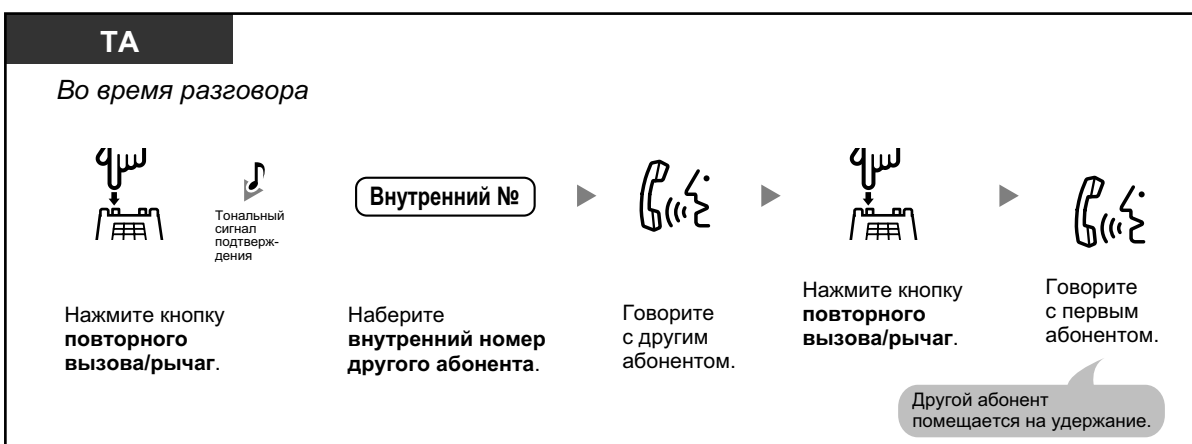 ТА
Во время разговора
Тональный
сигнал
подтверж-
дения
Внутренний №
Нажмите кнопку
повторного
вызова/рычаг.
Наберите
внутренний номер
другого абонента.
Говорите
с другим
абонентом.
Нажмите кнопку
повторного
вызова/рычаг.
Говорите
с первым
абонентом.
Другой абонент
помещается на удержание.